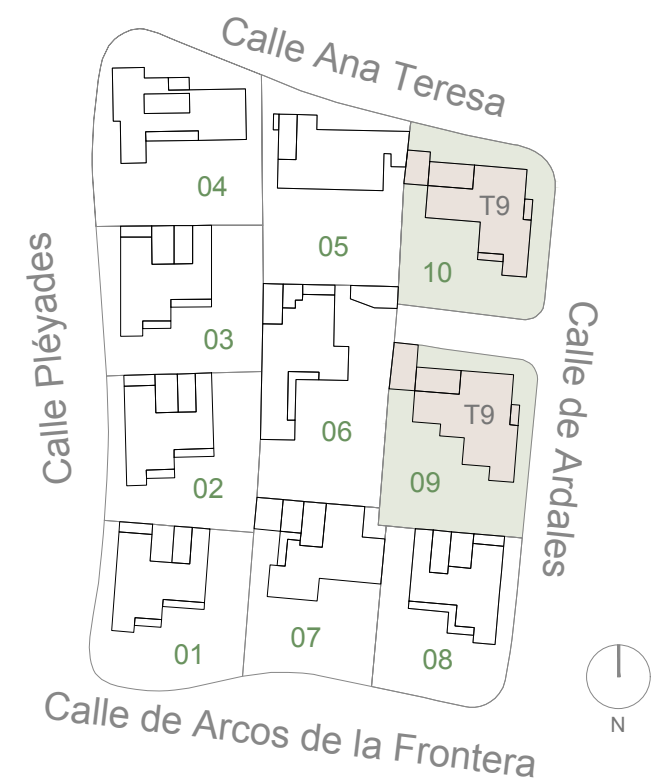 Calle Ana Teresa
04
T9
05
10
Calle Pléyades
03
Calle de Ardales
06
T9
02
09
01
07
08
Calle de Arcos de la Frontera
N